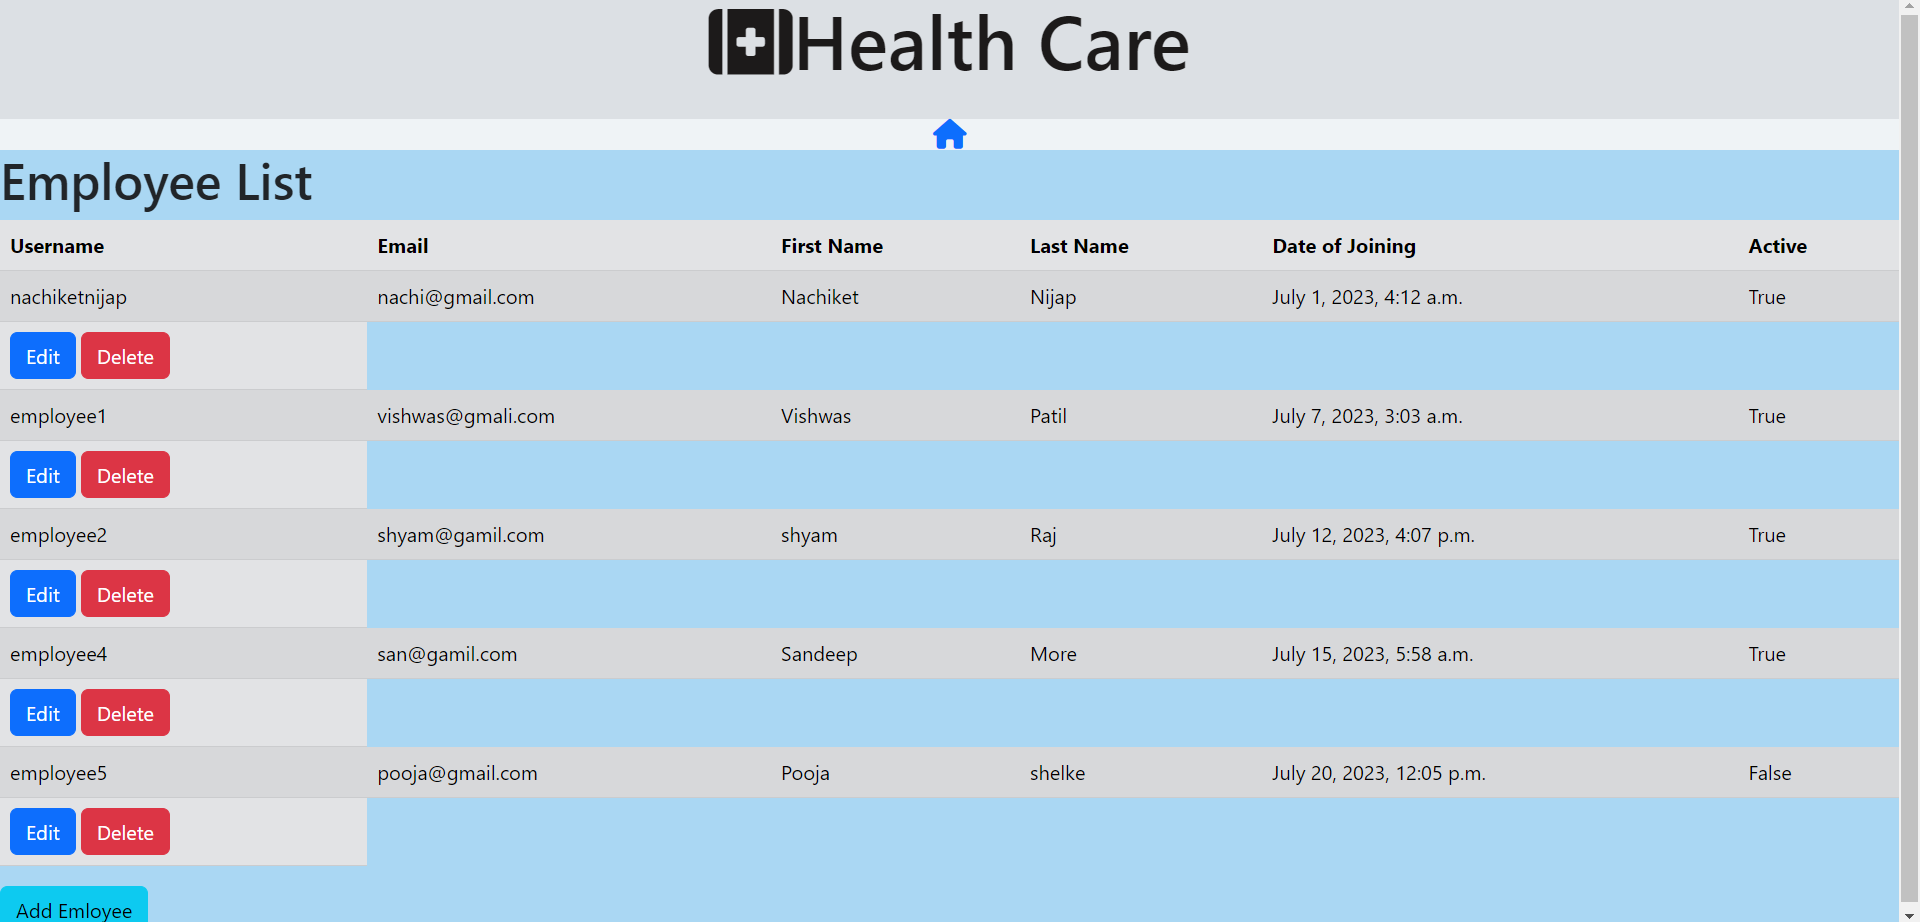 Health Care
Employee List
Username Email First Name Last Name Date of Joining Active
nachiketnijap nachi@gmail.com Nachiket Nijap July 1, 2023, 4:12 a.m. True
Edit Delete
employee1 vishwas@gmali.com Vishwas Patil July 7, 2023, 3:03 a.m. True
Edit Delete
employee2 shyam@gamil.com shyam Raj July 12, 2023, 4:07 p.m. True
Edit Delete
employee4 san@gamil.com Sandeep More July 15, 2023, 5:58 a.m. True
Edit Delete
employee5 pooja@gmail.com Pooja shelke July 20, 2023, 12:05 p.m. False
Edit Delete
Add Emloyee